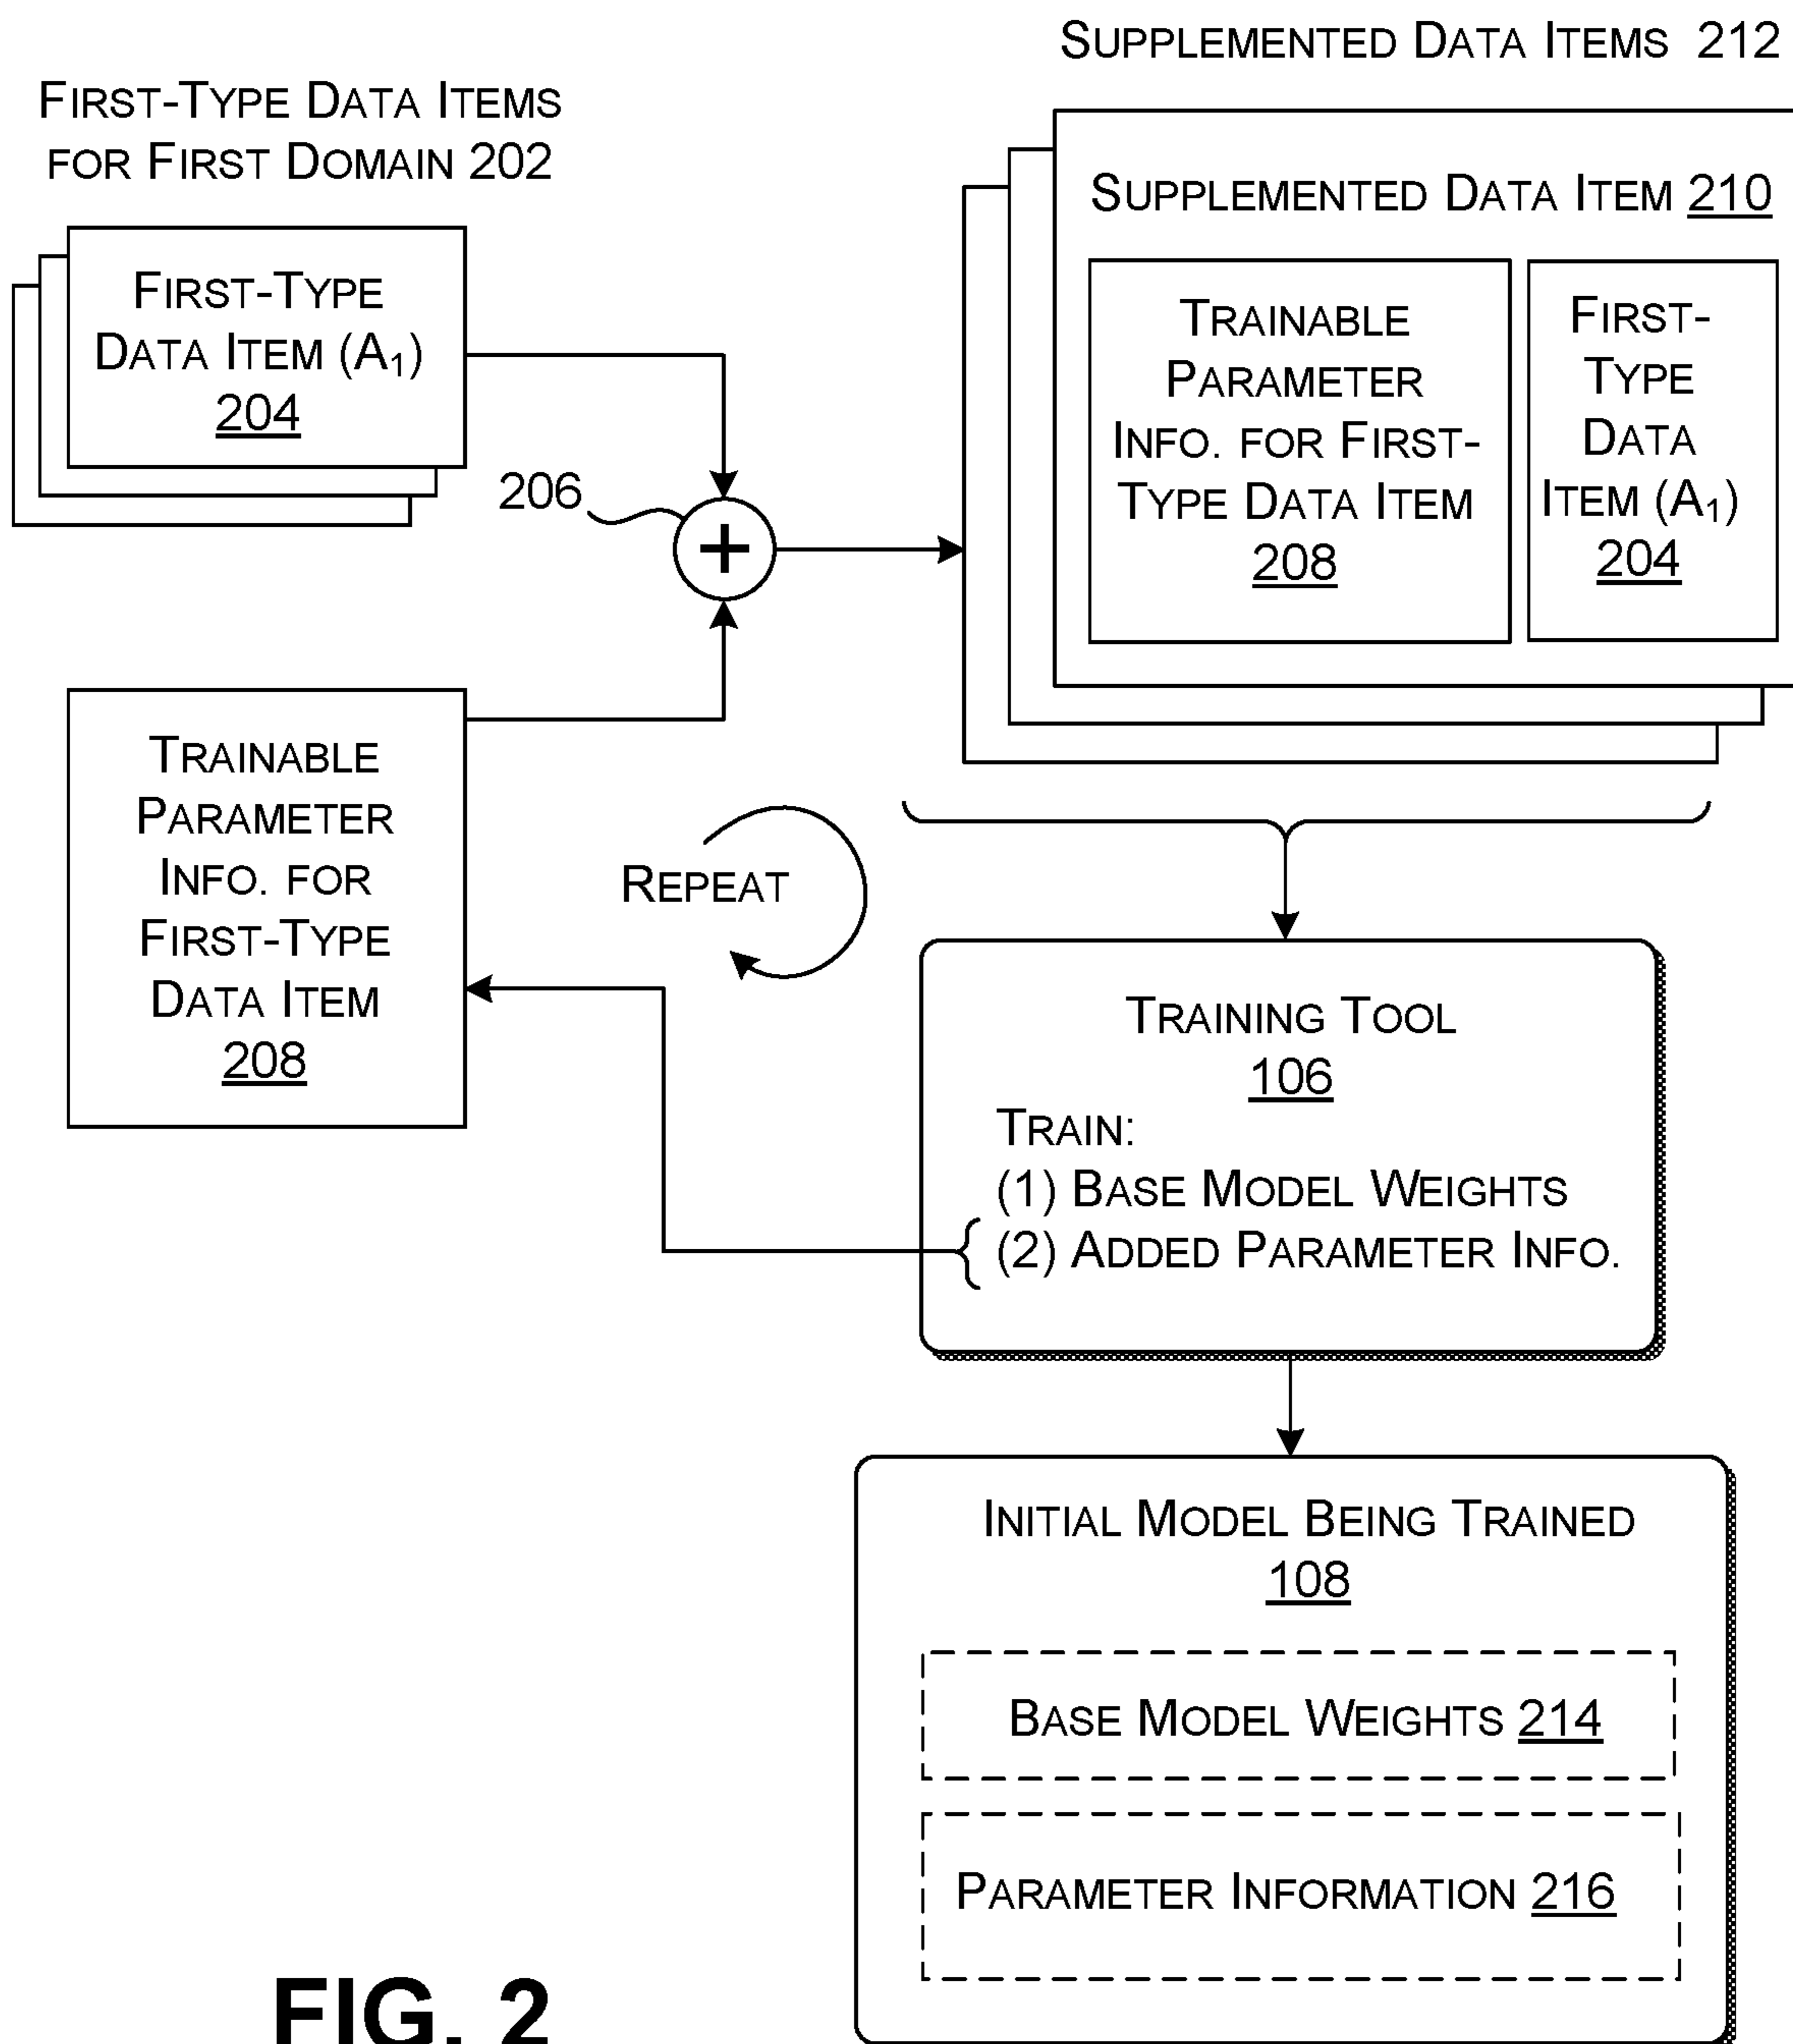 SUPPLEMENTED DATA ITEMS 212
FIRST-TYPE DATA ITEMS
FOR FIRST DOMAIN 202
SUPPLEMENTED DATA ITEM 210
FIRST-TYPE
DATA ITEM (A₁)
204
TRAINABLE
PARAMETER
INFO. FOR FIRST-
TYPE DATA ITEM
208
FIRST-
TYPE
DATA
ITEM (A₁)
204
206
+
TRAINABLE
PARAMETER
INFO. FOR
FIRST-TYPE
DATA ITEM
208
REPEAT
TRAINING TOOL
106
TRAIN:
(1) BASE MODEL WEIGHTS
(2) ADDED PARAMETER INFO.
INITIAL MODEL BEING TRAINED
108
BASE MODEL WEIGHTS 214
PARAMETER INFORMATION 216
FIG. 2